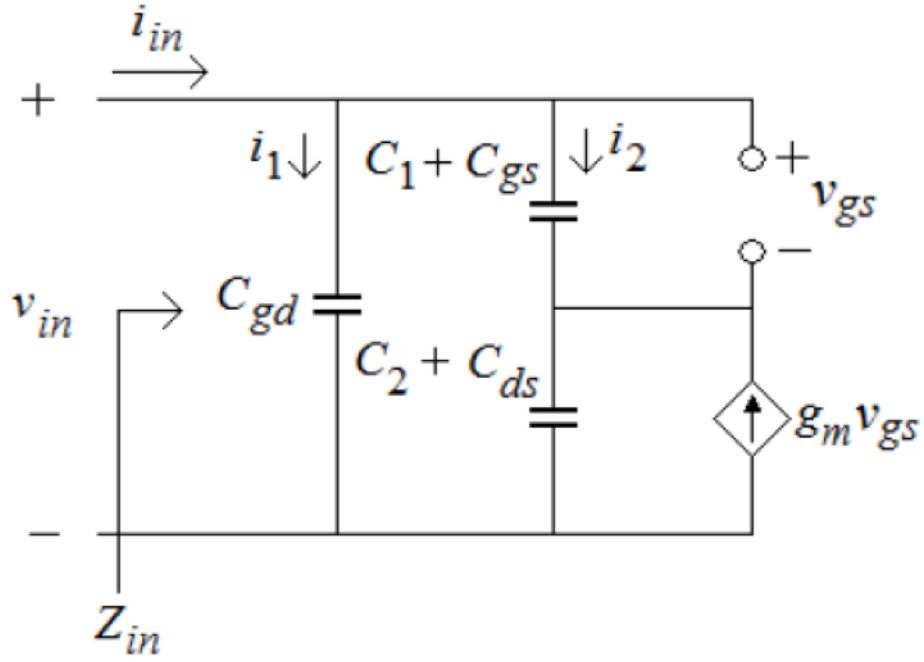 i_in
+
i_1
C_1 + C_gs
i_2
+
v_gs
−
v_in
C_gd
C_2 + C_ds
g_m v_gs
−
Z_in